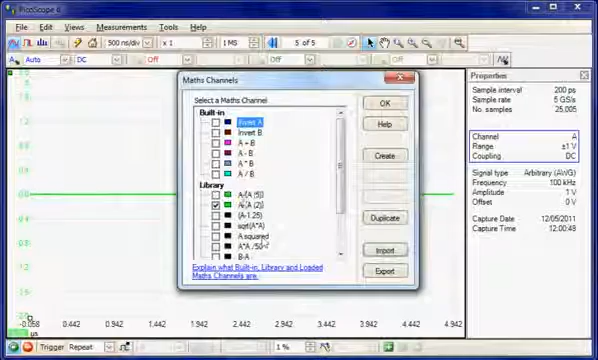 PicoScope 6
File Edit Views Measurements Tools Help
500 ns/div x 1 1 MS 5 of 5
A Auto DC Off Off Off
Maths Channels
Select a Maths Channel
Built-in
Invert A
Invert B
A + B
A - B
A * B
A / B
Library
(A-1.25)
sqrt(A*A)
A squared
B-A
Explain what Built-in, Library and Loaded
Maths Channels are.
OK
Help
Create
Duplicate
Import
Export
Properties
Sample interval 200 ps
Sample rate 5 GS/s
No. samples 25,005
Channel A
Range ±1 V
Coupling DC
Signal type Arbitrary (AWG)
Frequency 100 kHz
Amplitude 1 V
Offset 0 V
Capture Date 12/05/2011
Capture Time 12:00:48
-0.058 0.442 0.942 1.442 1.942 2.442 2.942 3.442 3.942 4.442 4.942
Trigger Repeat 1 %